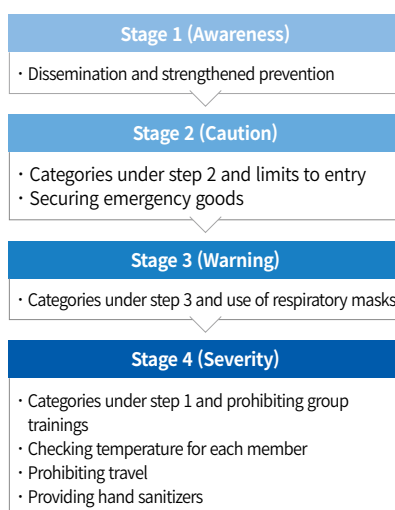 Stage 1 (Awareness)
· Dissemination and strengthened prevention
Stage 2 (Caution)
· Categories under step 2 and limits to entry
· Securing emergency goods
Stage 3 (Warning)
· Categories under step 3 and use of respiratory masks
Stage 4 (Severity)
· Categories under step 1 and prohibiting group
trainings
· Checking temperature for each member
· Prohibiting travel
· Providing hand sanitizers